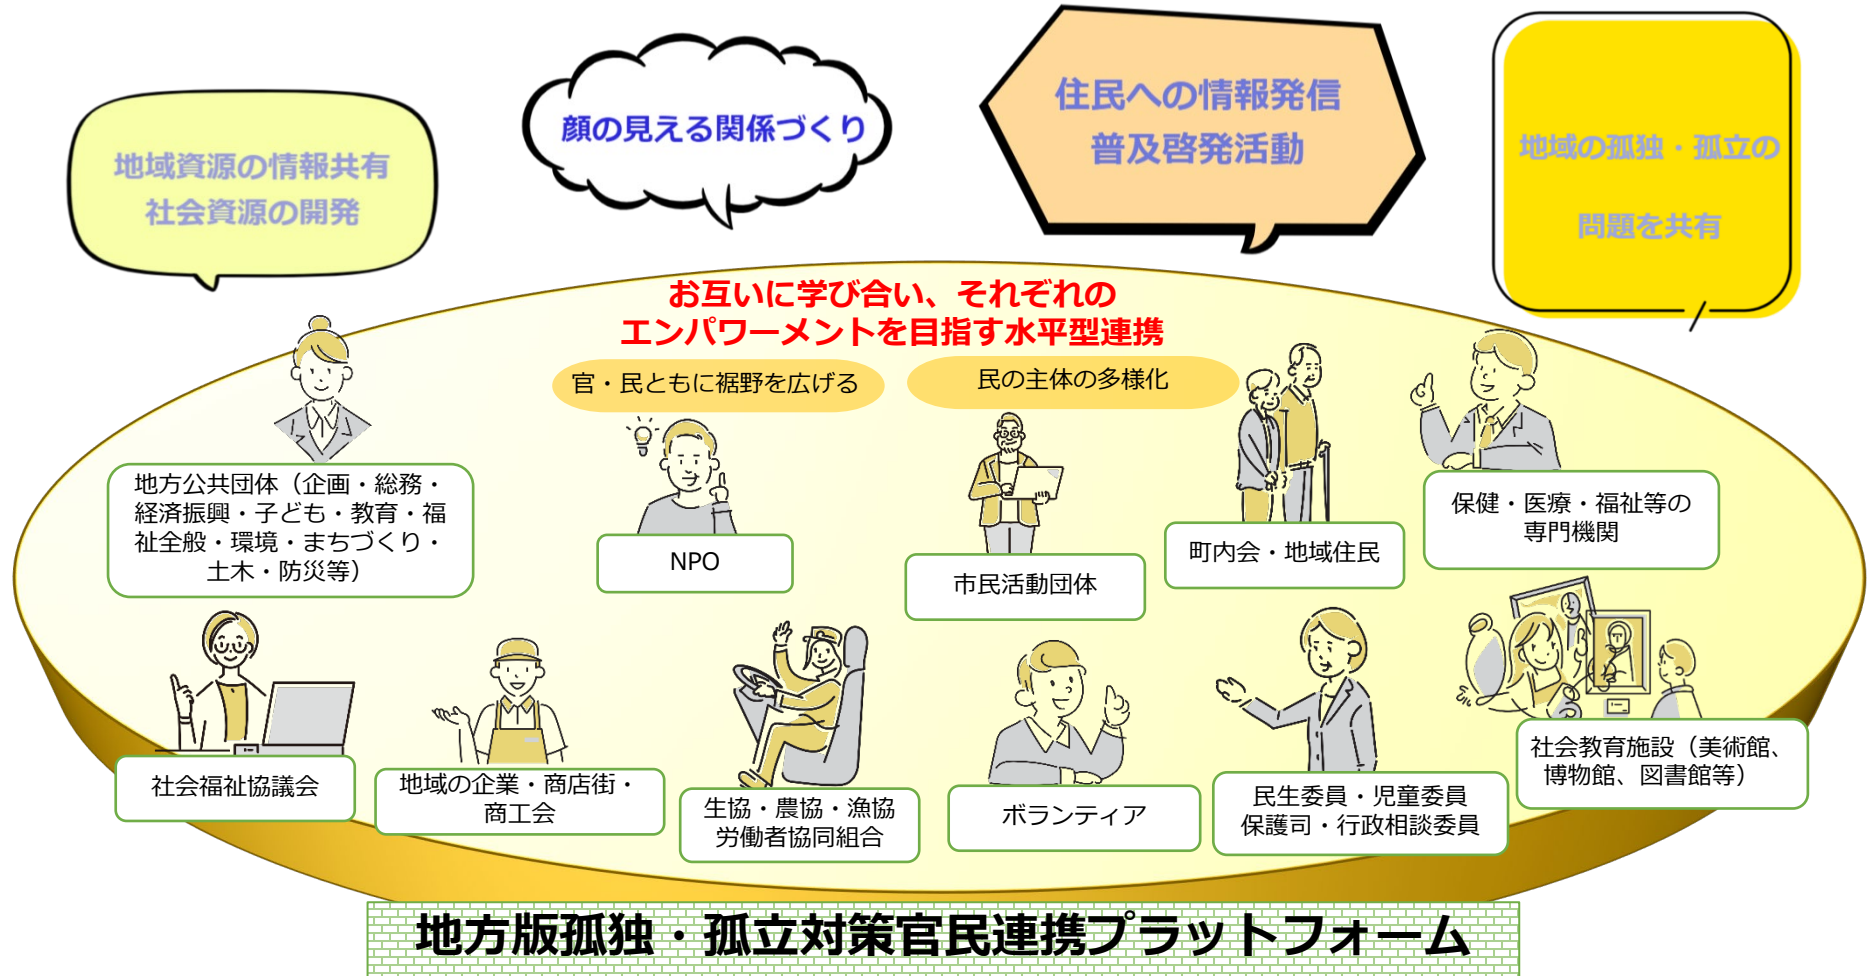 地域資源の情報共有
社会資源の開発
顔の見える関係づくり
住民への情報発信
普及啓発活動
地域の孤独・孤立の
問題を共有
お互いに学び合い、それぞれの
エンパワーメントを目指す水平型連携
官・民ともに裾野を広げる
民の主体の多様化
地方公共団体（企画・総務・
経済振興・子ども・教育・福
祉全般・環境・まちづくり・
土木・防災等）
NPO
市民活動団体
町内会・地域住民
保健・医療・福祉等の
専門機関
社会福祉協議会
地域の企業・商店街・
商工会
生協・農協・漁協
労働者協同組合
ボランティア
民生委員・児童委員
保護司・行政相談委員
社会教育施設（美術館、
博物館、図書館等）
地方版孤独・孤立対策官民連携プラットフォーム